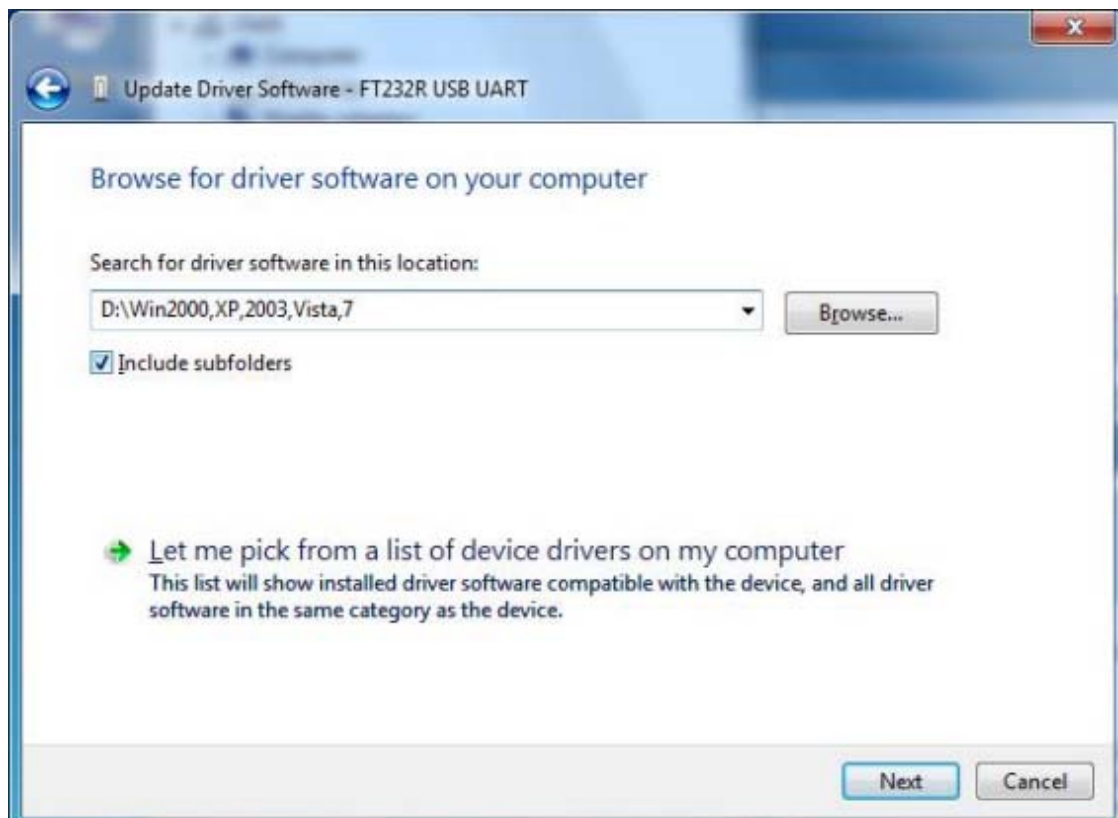 Computer
Update Driver Software - FT232R USB UART
Browse for driver software on your computer
Search for driver software in this location:
D:\Win2000,XP,2003,Vista,7
Browse...
Include subfolders
Let me pick from a list of device drivers on my computer
This list will show installed driver software compatible with the device, and all driver
software in the same category as the device.
Next
Cancel